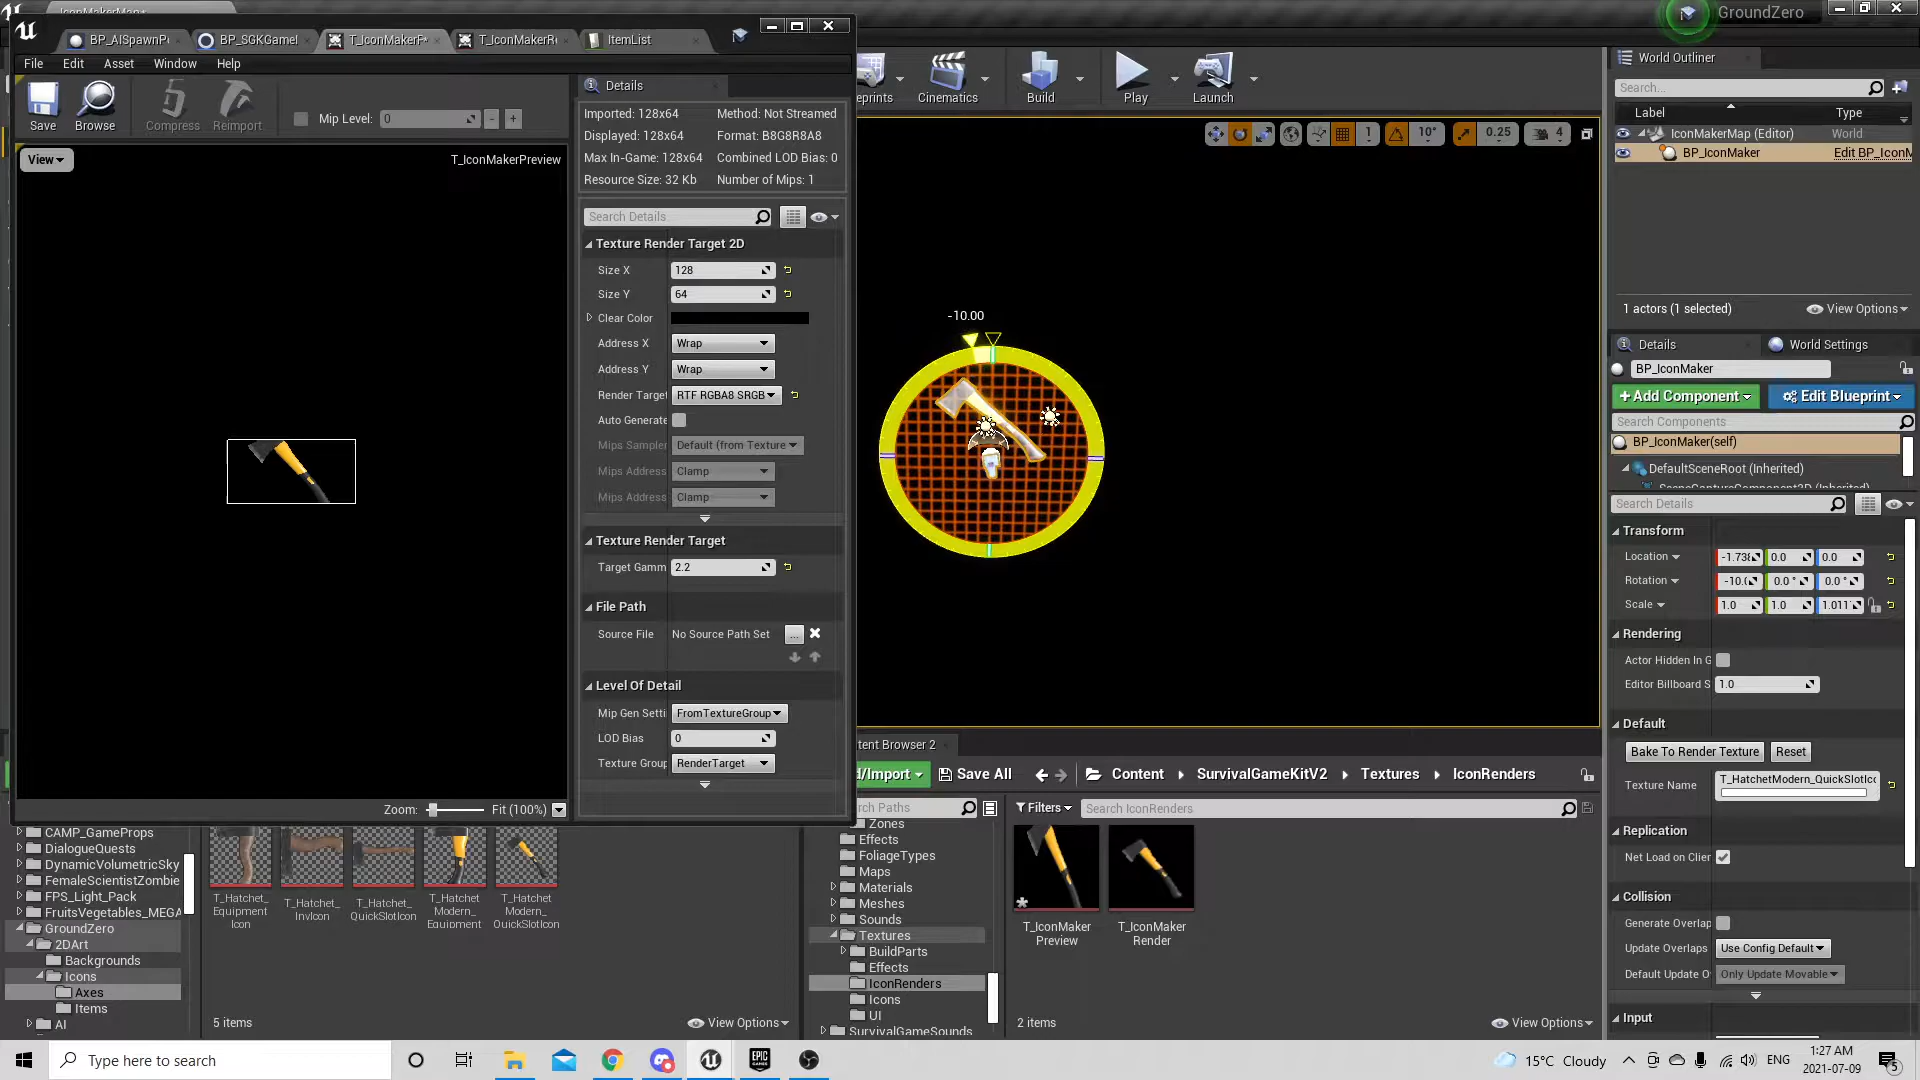 IconMakerMap
GroundZero
BP_AISpawnP
BP_SGKGameI
T_IconMakerP
T_IconMakerR
ItemList
File Edit Asset Window Help
Save
Browse
Compress
Reimport
Mip Level: 0 - +
View
T_IconMakerPreview
Details
Imported: 128x64 Method: Not Streamed
Displayed: 128x64 Format: B8G8R8A8
Max In-Game: 128x64 Combined LOD Bias: 0
Resource Size: 32 Kb Number of Mips: 1
Search Details
Texture Render Target 2D
Size X 128
Size Y 64
Clear Color
Address X Wrap
Address Y Wrap
Render Target RTF RGBA8 SRGB
Auto Generate
Mips Sampler Default (from Texture
Mips Address Clamp
Mips Address Clamp
Texture Render Target
Target Gamm 2.2
File Path
Source File No Source Path Set ...
Level Of Detail
Mip Gen Setti FromTextureGroup
LOD Bias 0
Texture Group RenderTarget
Zoom: Fit (100%)
eprints
Cinematics
Build
Play
Launch
1 10° 0.25 4
-10.00
World Outliner
Search...
Label Type
IconMakerMap (Editor) World
BP_IconMaker Edit BP_IconM
1 actors (1 selected) View Options
Details World Settings
BP_IconMaker
+Add Component Edit Blueprint
Search Components
BP_IconMaker(self)
DefaultSceneRoot (Inherited)
SceneCaptureComponent2D (Inherited)
Search Details
Transform
Location -1.738 0.0 0.0
Rotation -10.0 0.0 ° 0.0 °
Scale 1.0 1.0 1.011
Rendering
Actor Hidden In G
Editor Billboard S 1.0
Default
Bake To Render Texture Reset
Texture Name T_HatchetModern_QuickSlotIco
Replication
Net Load on Clien
Collision
Generate Overlap
Update Overlaps Use Config Default
Default Update O Only Update Movable
Input
tent Browser 2
d/Import Save All Content SurvivalGameKitV2 Textures IconRenders
rch Paths
Filters Search IconRenders
Zones
Effects
FoliageTypes
Maps
Materials
Meshes
Sounds
Textures
BuildParts
Effects
IconRenders
Icons
UI
SurvivalGameSounds
T_IconMaker
Preview
T_IconMaker
Render
2 items
View Options
CAMP_GameProps
DialogueQuests
DynamicVolumetricSky
FemaleScientistZombie
FPS_Light_Pack
FruitsVegetables_MEGA
GroundZero
2DArt
Backgrounds
Icons
Axes
Items
AI
T_Hatchet_
Equipment
Icon
T_Hatchet_
InvIcon
T_Hatchet_
QuickSlotIcon
T_Hatchet
Modern_
Equipment
T_Hatchet
Modern_
QuickSlotIcon
5 items
View Options
Type here to search
EPIC
GAMES
15°C Cloudy
ENG
1:27 AM
2021-07-09
5